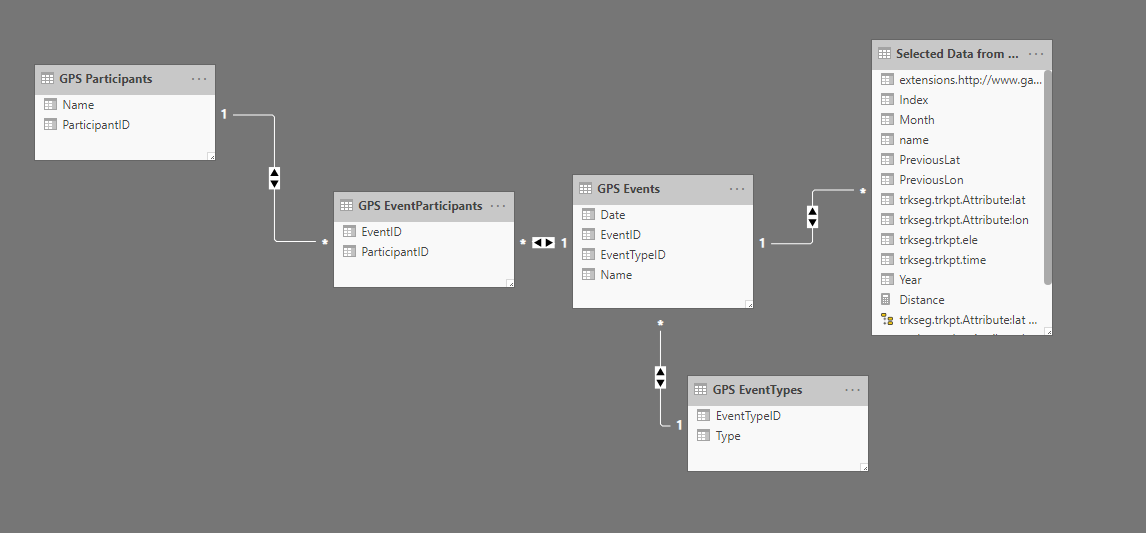 GPS Participants ...
Name
ParticipantID
1
*
GPS EventParticipants ...
EventID
ParticipantID
*
1
GPS Events ...
Date
EventID
EventTypeID
Name
1
*
*
1
GPS EventTypes ...
EventTypeID
Type
Selected Data from ... ...
extensions.http://www.ga...
Index
Month
name
PreviousLat
PreviousLon
trkseg.trkpt.Attribute:lat
trkseg.trkpt.Attribute:lon
trkseg.trkpt.ele
trkseg.trkpt.time
Year
Distance
trkseg.trkpt.Attribute:lat ...